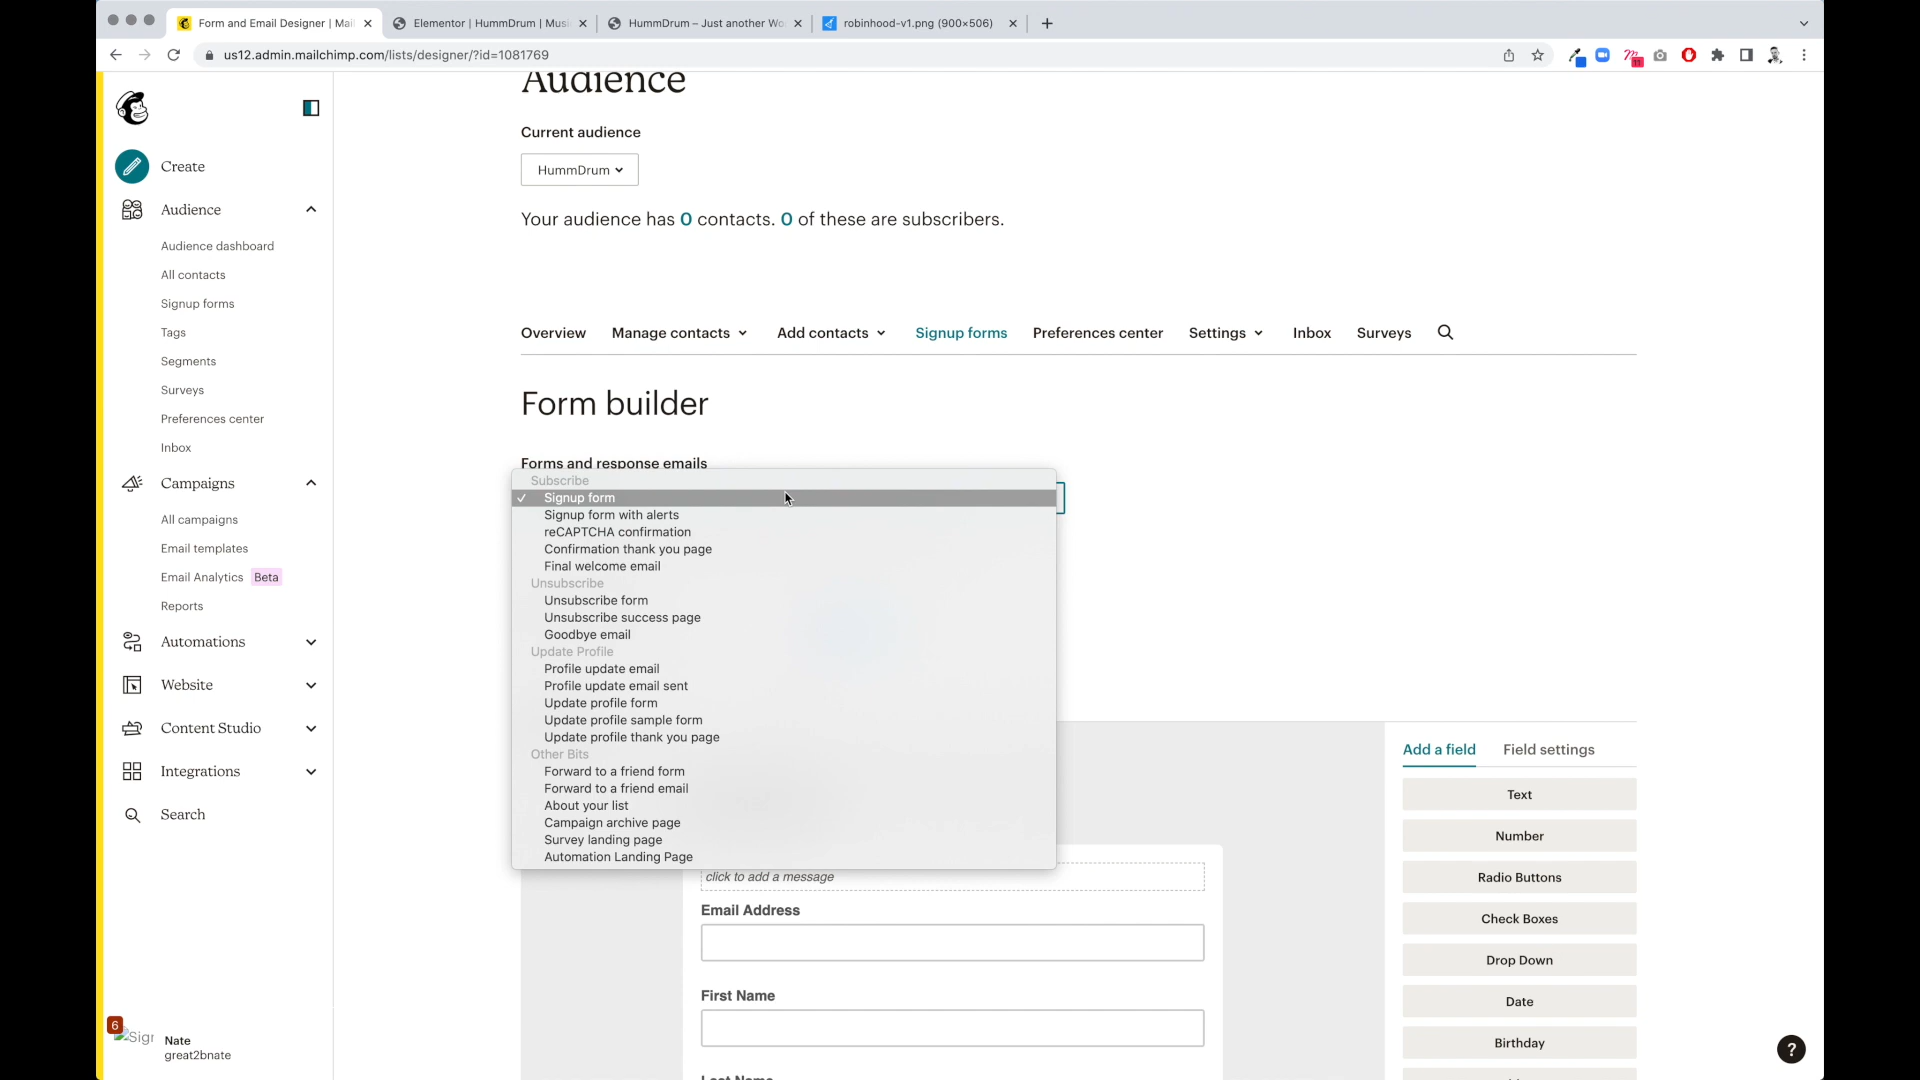 Form and Email Designer | Mail
Elementor | HummDrum | Musi
HummDrum – Just another Wo
robinhood-v1.png (900×506)
us12.admin.mailchimp.com/lists/designer/?id=1081769
11
Create
Audience
Audience dashboard
All contacts
Signup forms
Tags
Segments
Surveys
Preferences center
Inbox
Campaigns
All campaigns
Email templates
Email Analytics Beta
Reports
Automations
Website
Content Studio
Integrations
Search
6
Sigr
Nate
great2bnate
Audience
Current audience
HummDrum
Your audience has 0 contacts. 0 of these are subscribers.
Overview Manage contacts Add contacts Signup forms Preferences center Settings Inbox Surveys
Form builder
Forms and response emails
Subscribe
✓ Signup form
Signup form with alerts
reCAPTCHA confirmation
Confirmation thank you page
Final welcome email
Unsubscribe
Unsubscribe form
Unsubscribe success page
Goodbye email
Update Profile
Profile update email
Profile update email sent
Update profile form
Update profile sample form
Update profile thank you page
Other Bits
Forward to a friend form
Forward to a friend email
About your list
Campaign archive page
Survey landing page
Automation Landing Page
click to add a message
Email Address
First Name
Last Name
Add a field Field settings
Text
Number
Radio Buttons
Check Boxes
Drop Down
Date
Birthday
?